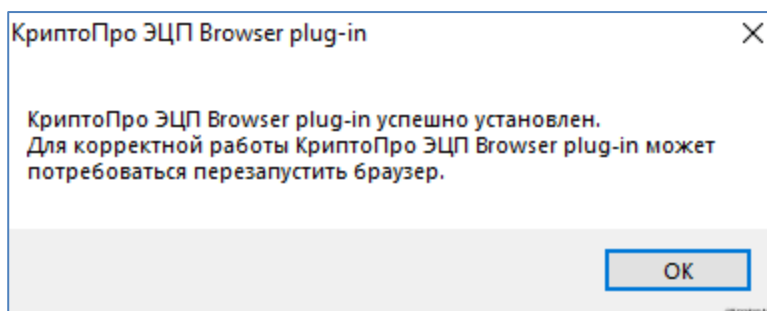 КриптоПро ЭЦП Browser plug-in
КриптоПро ЭЦП Browser plug-in успешно установлен.
Для корректной работы КриптоПро ЭЦП Browser plug-in может
потребоваться перезапустить браузер.
ОК